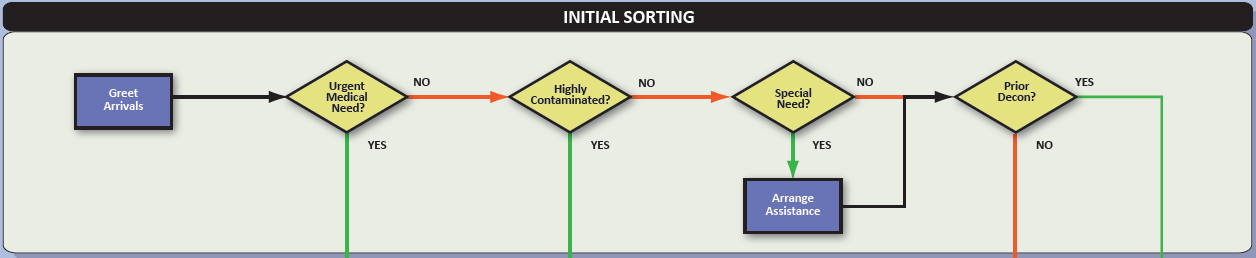 INITIAL SORTING
Greet
Arrivals
Urgent
Medical
Need?
NO
YES
Highly
Contaminated?
NO
YES
Special
Need?
NO
YES
Arrange
Assistance
Prior
Decon?
YES
NO